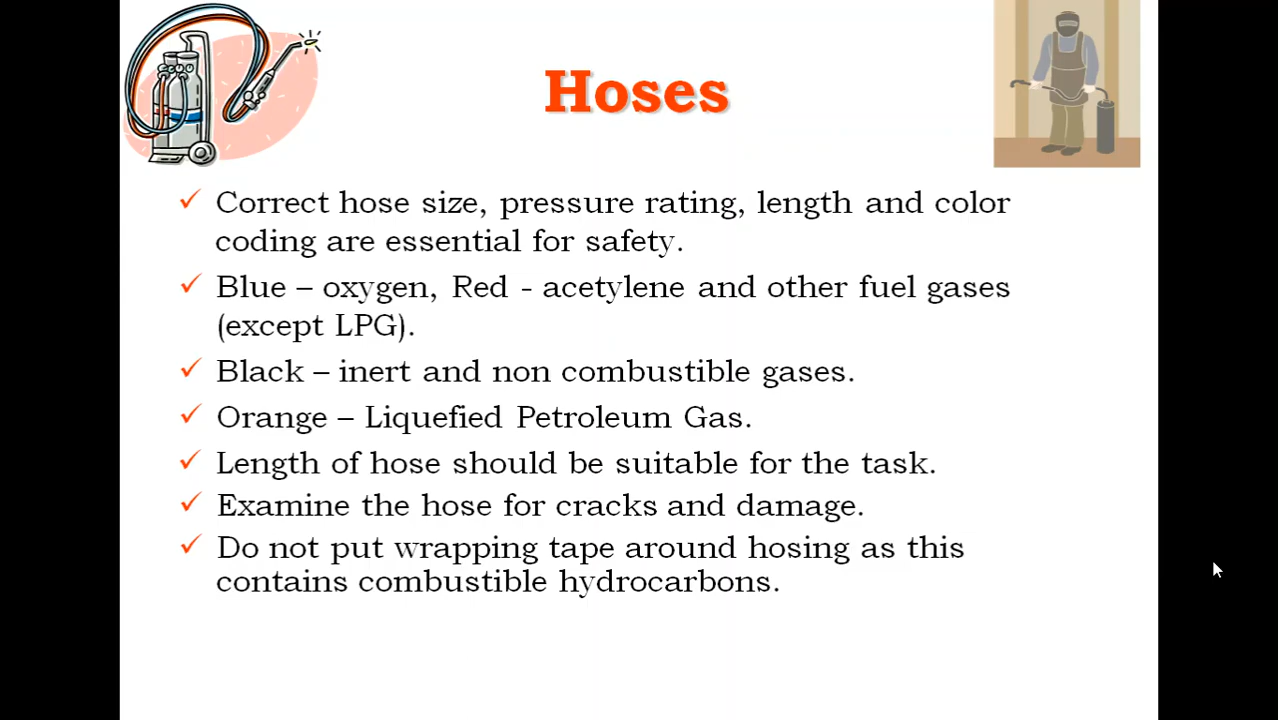 Hoses
Correct hose size, pressure rating, length and color
coding are essential for safety.
Blue – oxygen, Red - acetylene and other fuel gases
(except LPG).
Black – inert and non combustible gases.
Orange – Liquefied Petroleum Gas.
Length of hose should be suitable for the task.
Examine the hose for cracks and damage.
Do not put wrapping tape around hosing as this
contains combustible hydrocarbons.